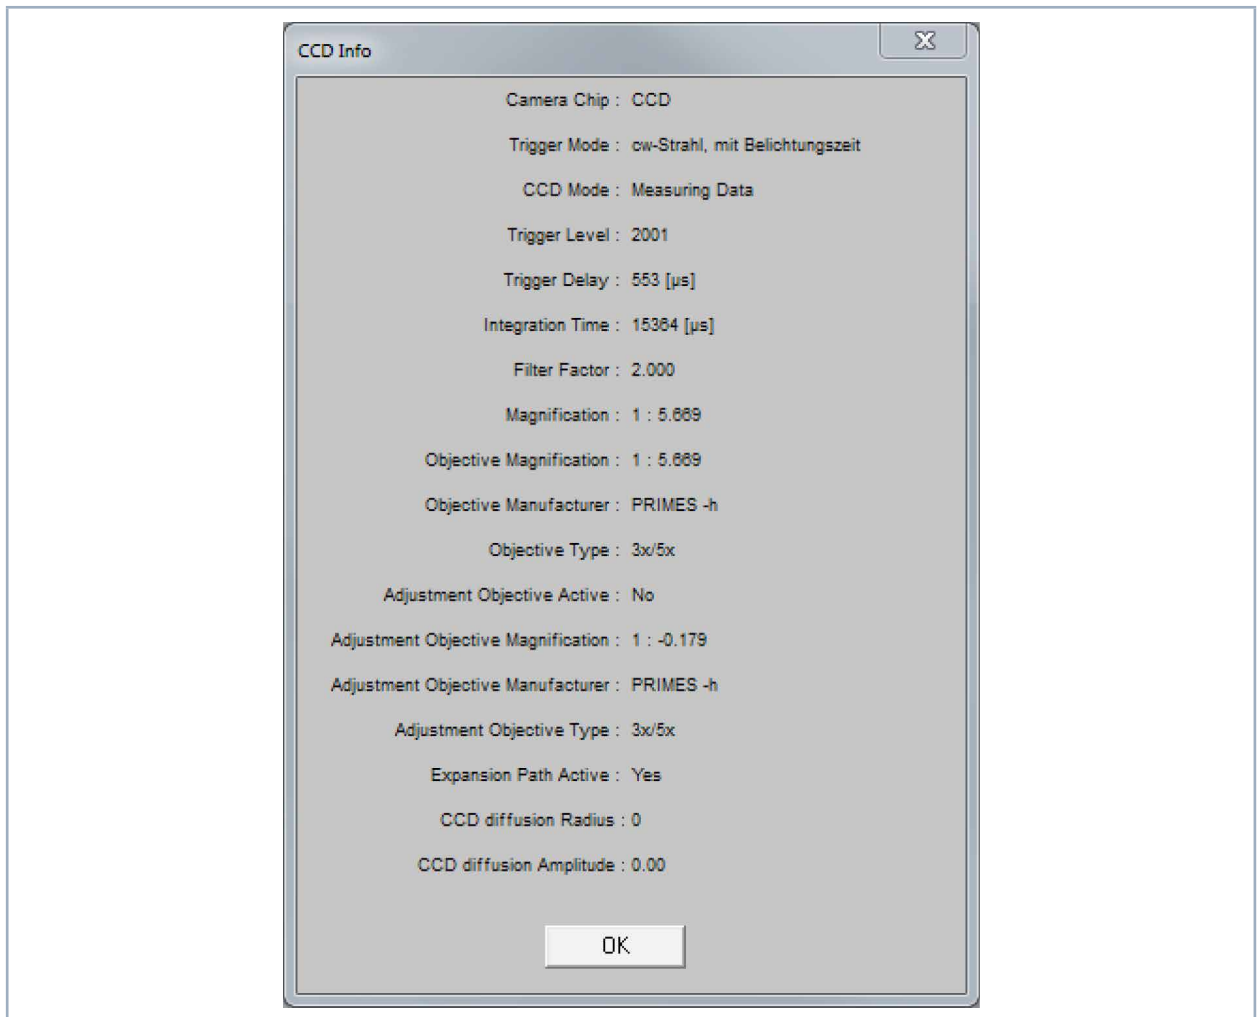 CCD Info
Camera Chip : CCD
Trigger Mode : cw-Strahl, mit Belichtungszeit
CCD Mode : Measuring Data
Trigger Level : 2001
Trigger Delay : 553 [µs]
Integration Time : 15364 [µs]
Filter Factor : 2.000
Magnification : 1 : 5.669
Objective Magnification : 1 : 5.669
Objective Manufacturer : PRIMES -h
Objective Type : 3x/5x
Adjustment Objective Active : No
Adjustment Objective Magnification : 1 : -0.179
Adjustment Objective Manufacturer : PRIMES -h
Adjustment Objective Type : 3x/5x
Expansion Path Active : Yes
CCD diffusion Radius : 0
CCD diffusion Amplitude : 0.00
OK